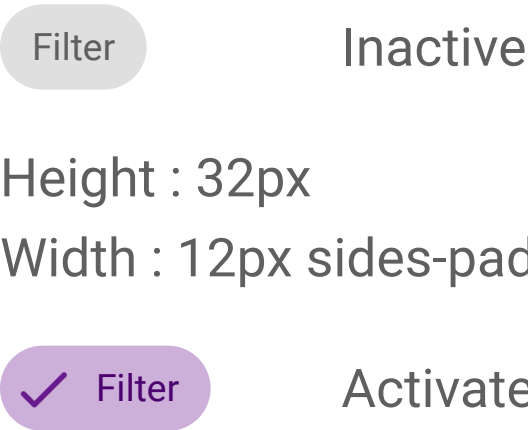 Filter Inactive
Height : 32px
Width : 12px sides-pad
Filter Activate